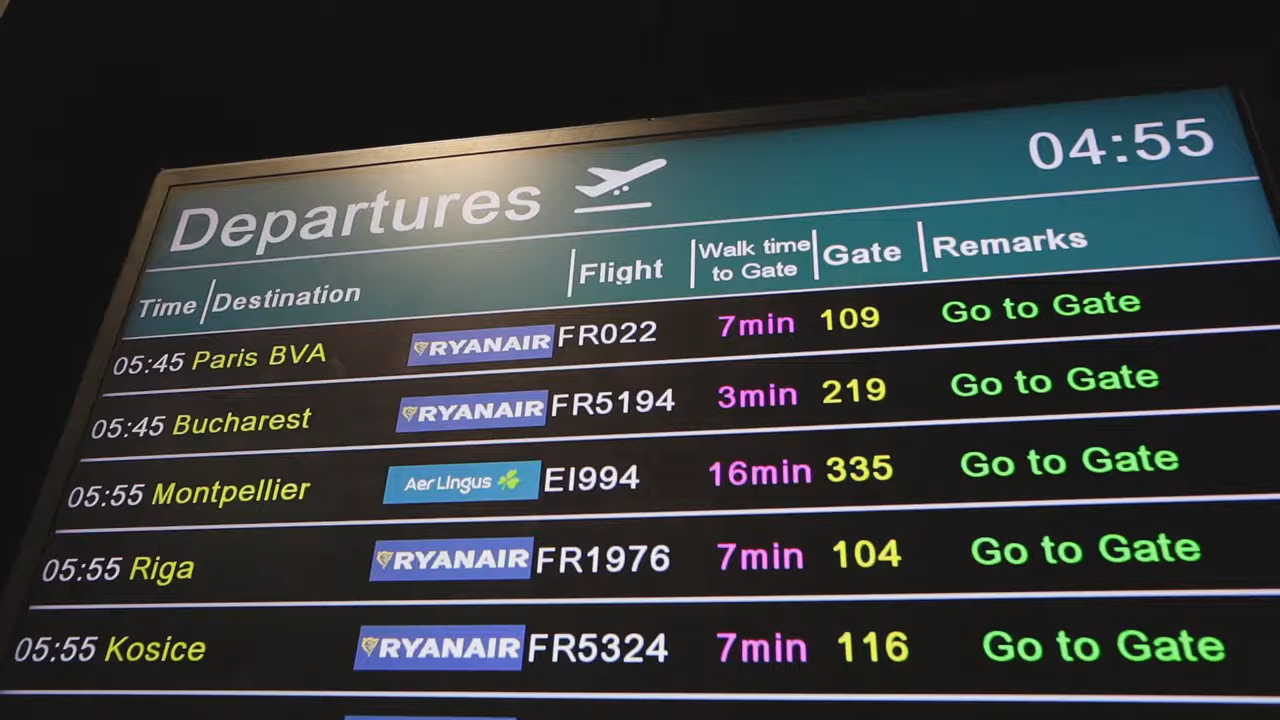 Departures 04:55
Time Destination Flight Walk time to Gate Gate Remarks
05:45 Paris BVA RYANAIR FR022 7min 109 Go to Gate
05:45 Bucharest RYANAIR FR5194 3min 219 Go to Gate
05:55 Montpellier Aer Lingus EI994 16min 335 Go to Gate
05:55 Riga RYANAIR FR1976 7min 104 Go to Gate
05:55 Kosice RYANAIR FR5324 7min 116 Go to Gate